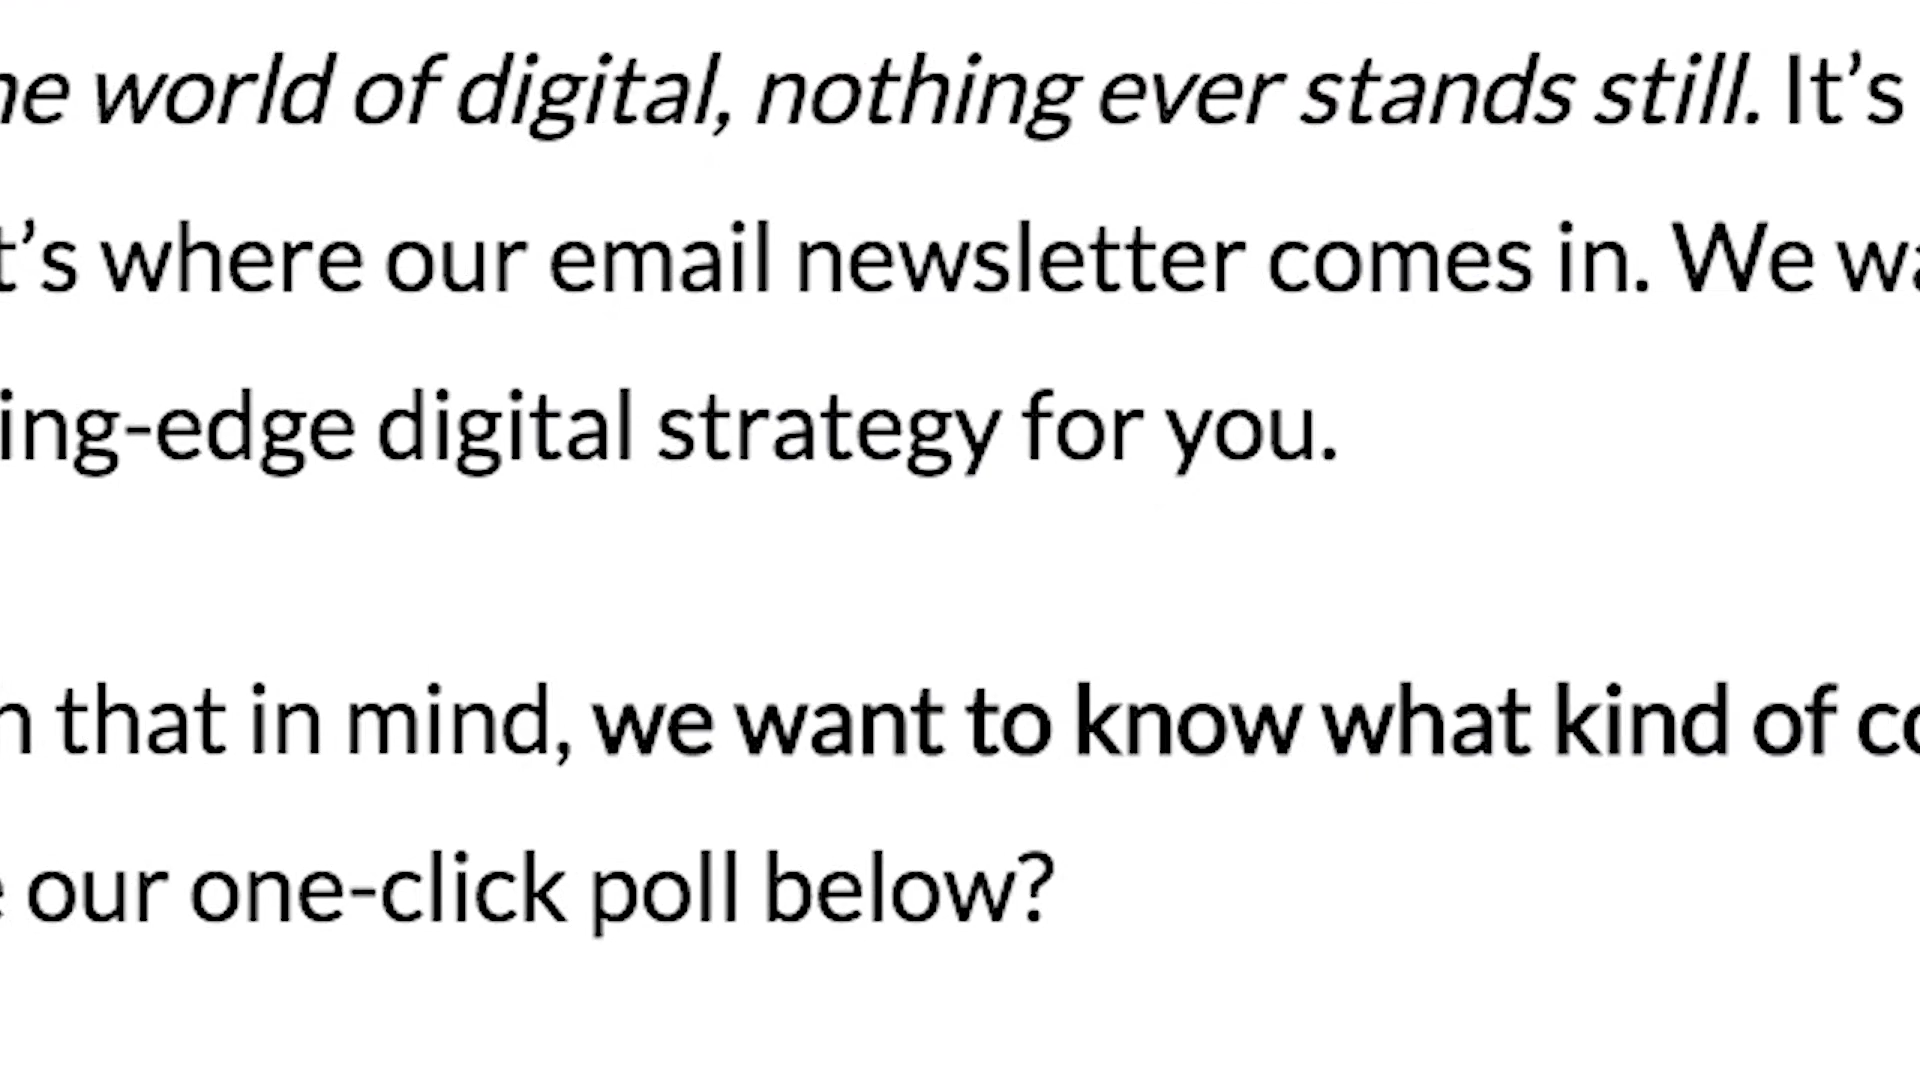 he world of digital, nothing ever stands still. It’s
t’s where our email newsletter comes in. We wa
ing-edge digital strategy for you.
h that in mind, we want to know what kind of co
e our one-click poll below?